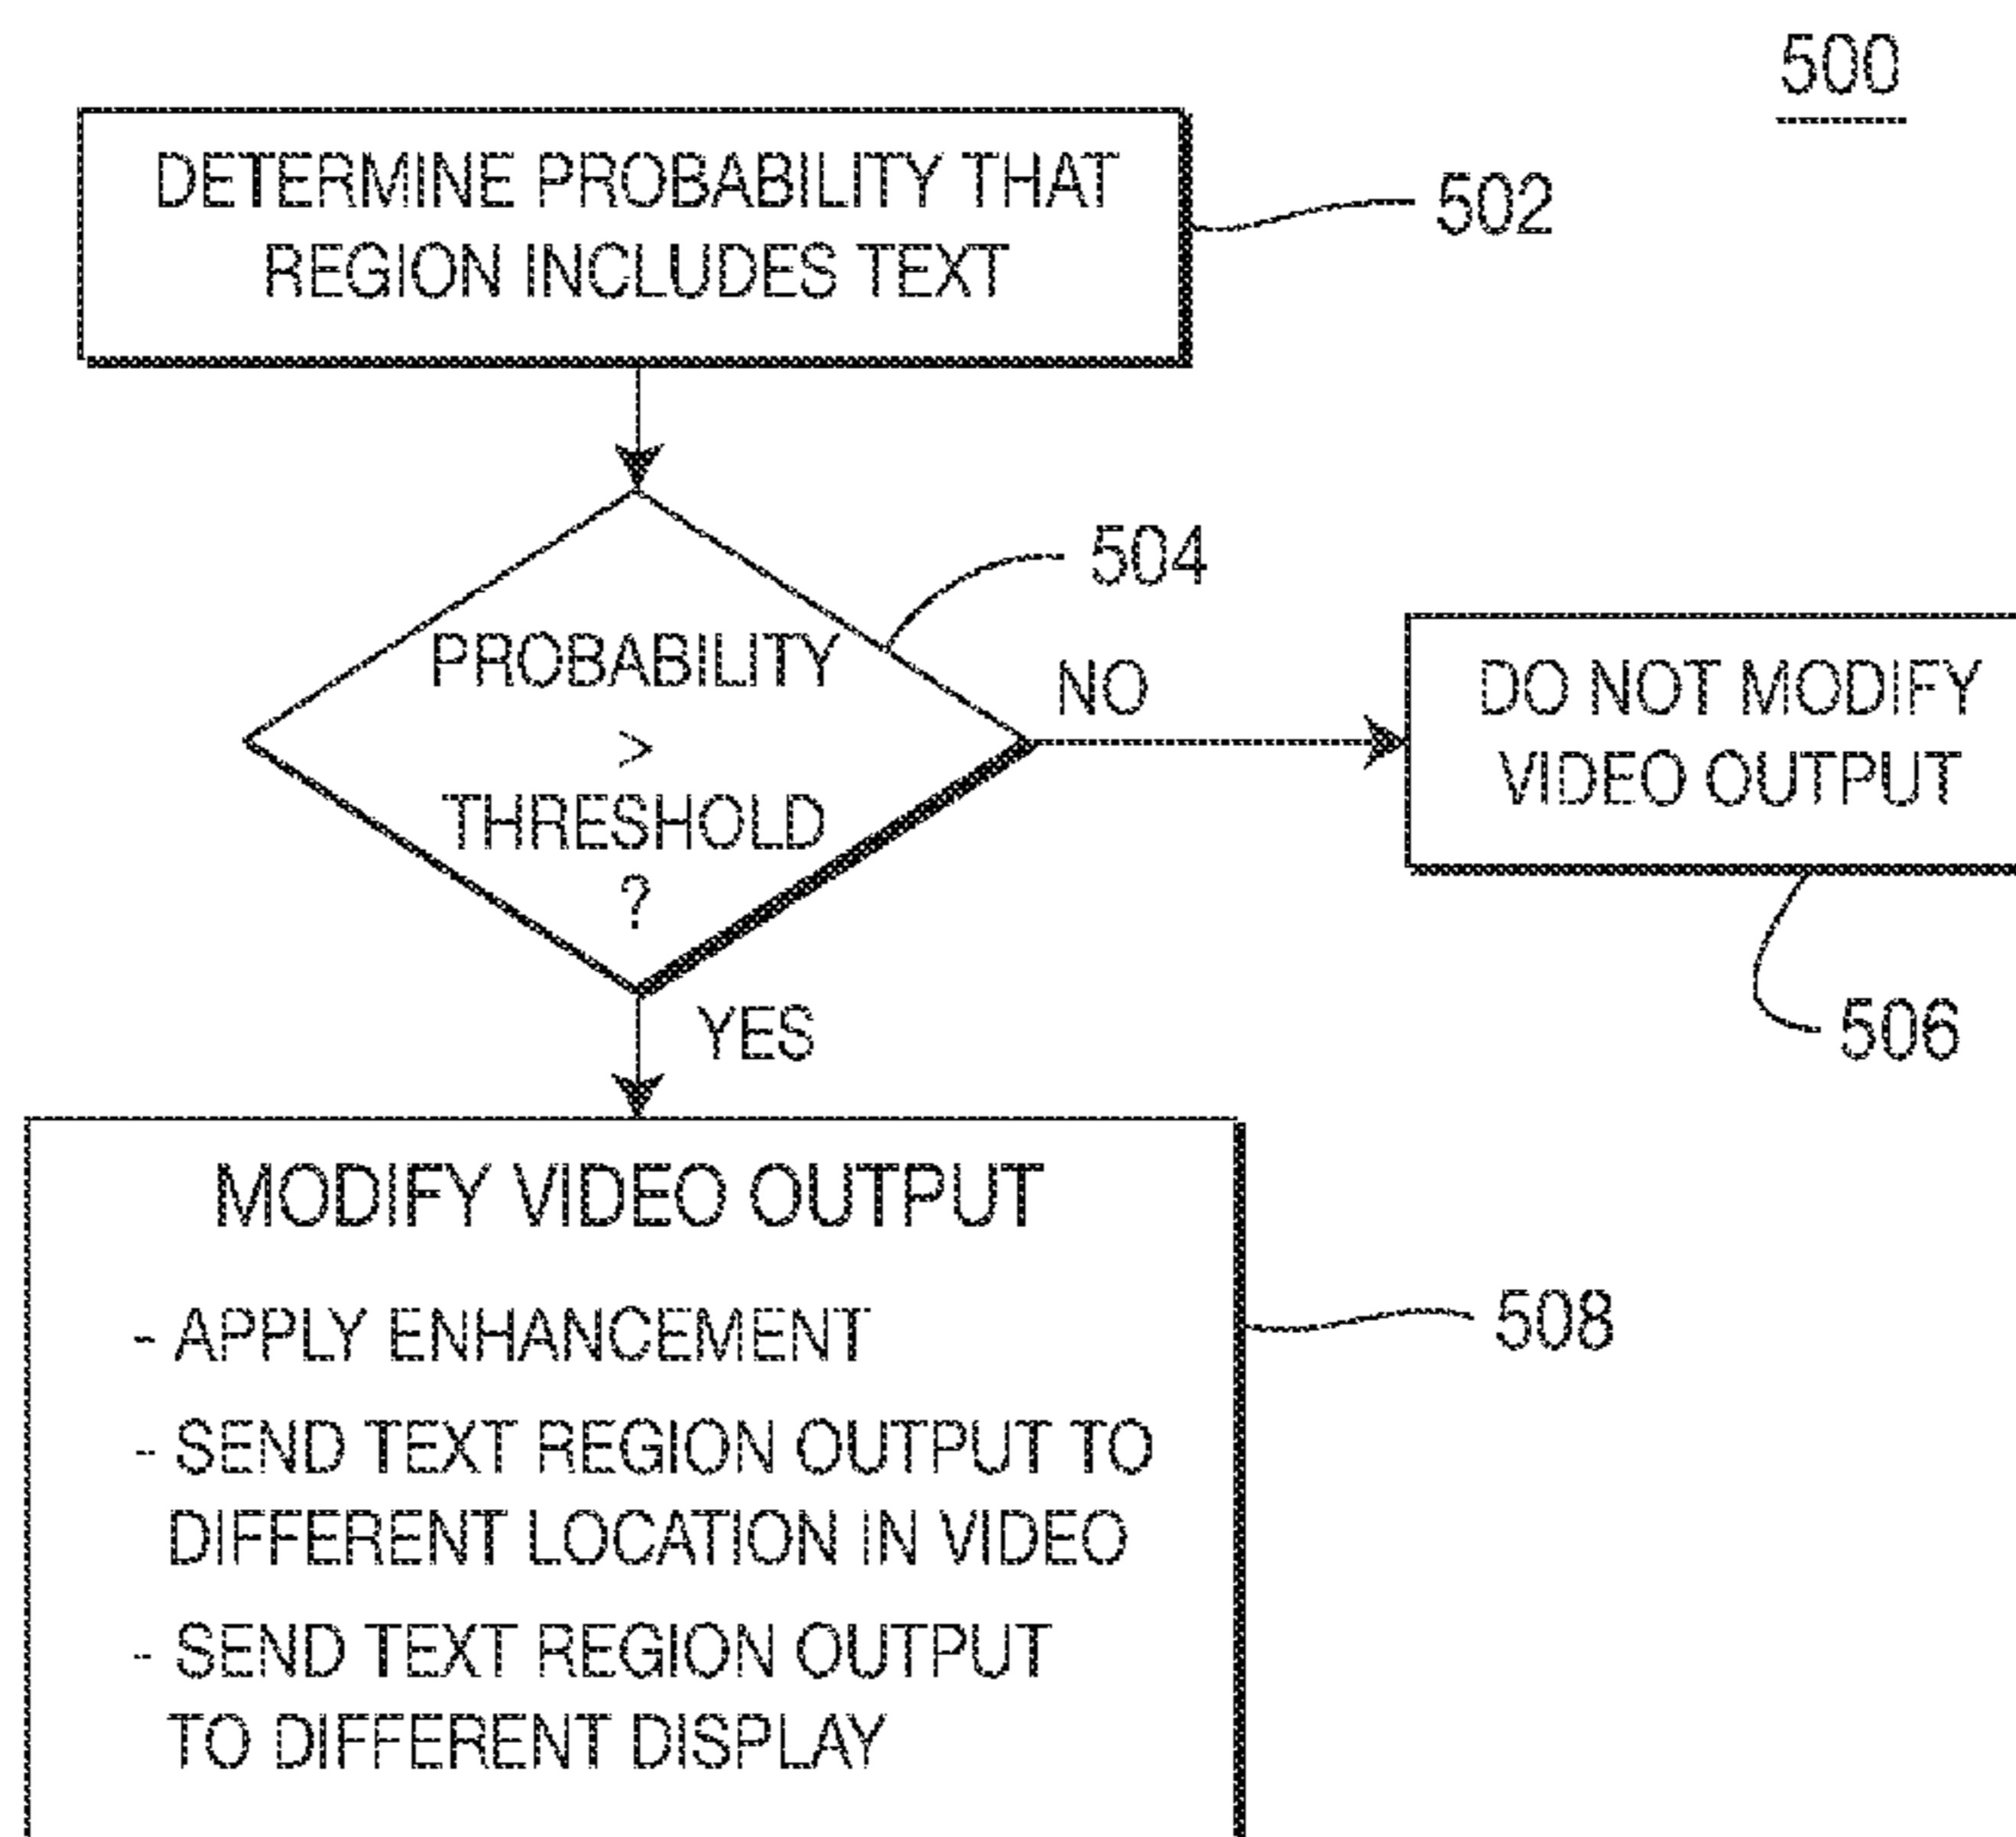 500
DETERMINE PROBABILITY THAT
REGION INCLUDES TEXT
502
504
PROBABILITY
>
THRESHOLD
?
NO
DO NOT MODIFY
VIDEO OUTPUT
506
YES
MODIFY VIDEO OUTPUT
- APPLY ENHANCEMENT
- SEND TEXT REGION OUTPUT TO
DIFFERENT LOCATION IN VIDEO
- SEND TEXT REGION OUTPUT
TO DIFFERENT DISPLAY
508